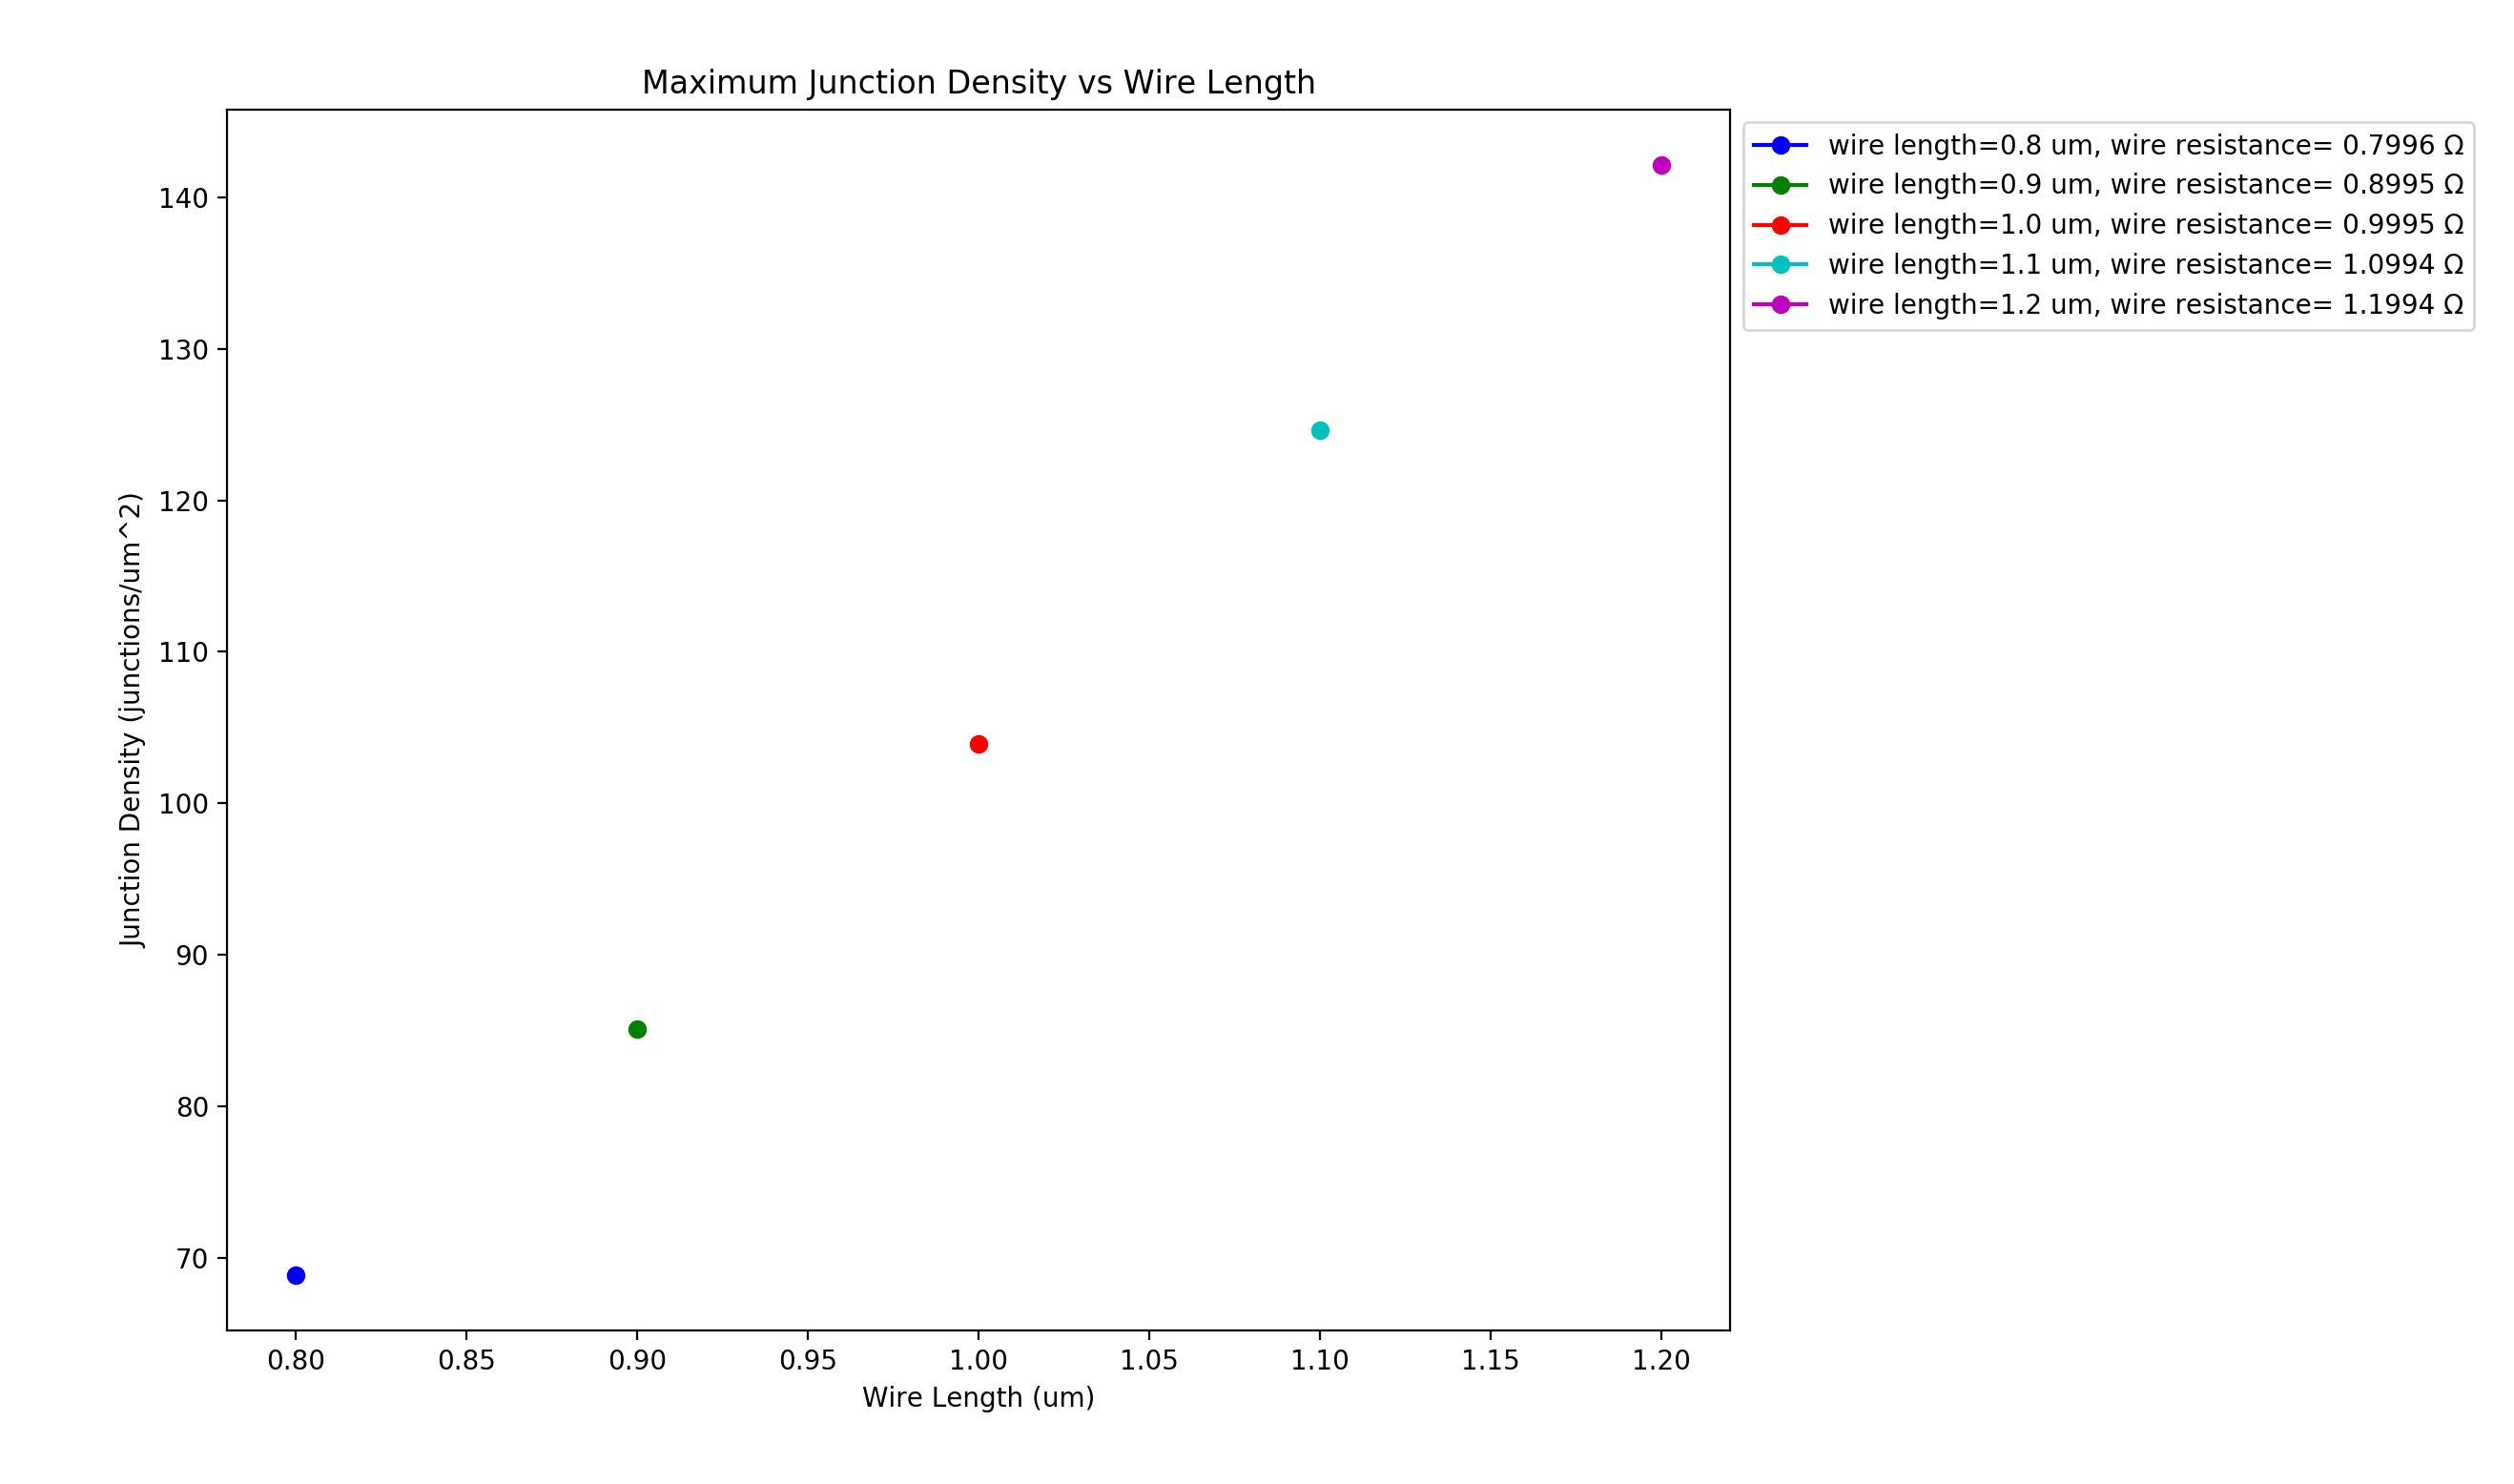 Maximum Junction Density vs Wire Length
wire length=0.8 um, wire resistance= 0.7996 Ω
wire length=0.9 um, wire resistance= 0.8995 Ω
wire length=1.0 um, wire resistance= 0.9995 Ω
wire length=1.1 um, wire resistance= 1.0994 Ω
wire length=1.2 um, wire resistance= 1.1994 Ω
Junction Density (junctions/um^2)
140
130
120
110
100
90
80
70
0.80 0.85 0.90 0.95 1.00 1.05 1.10 1.15 1.20
Wire Length (um)